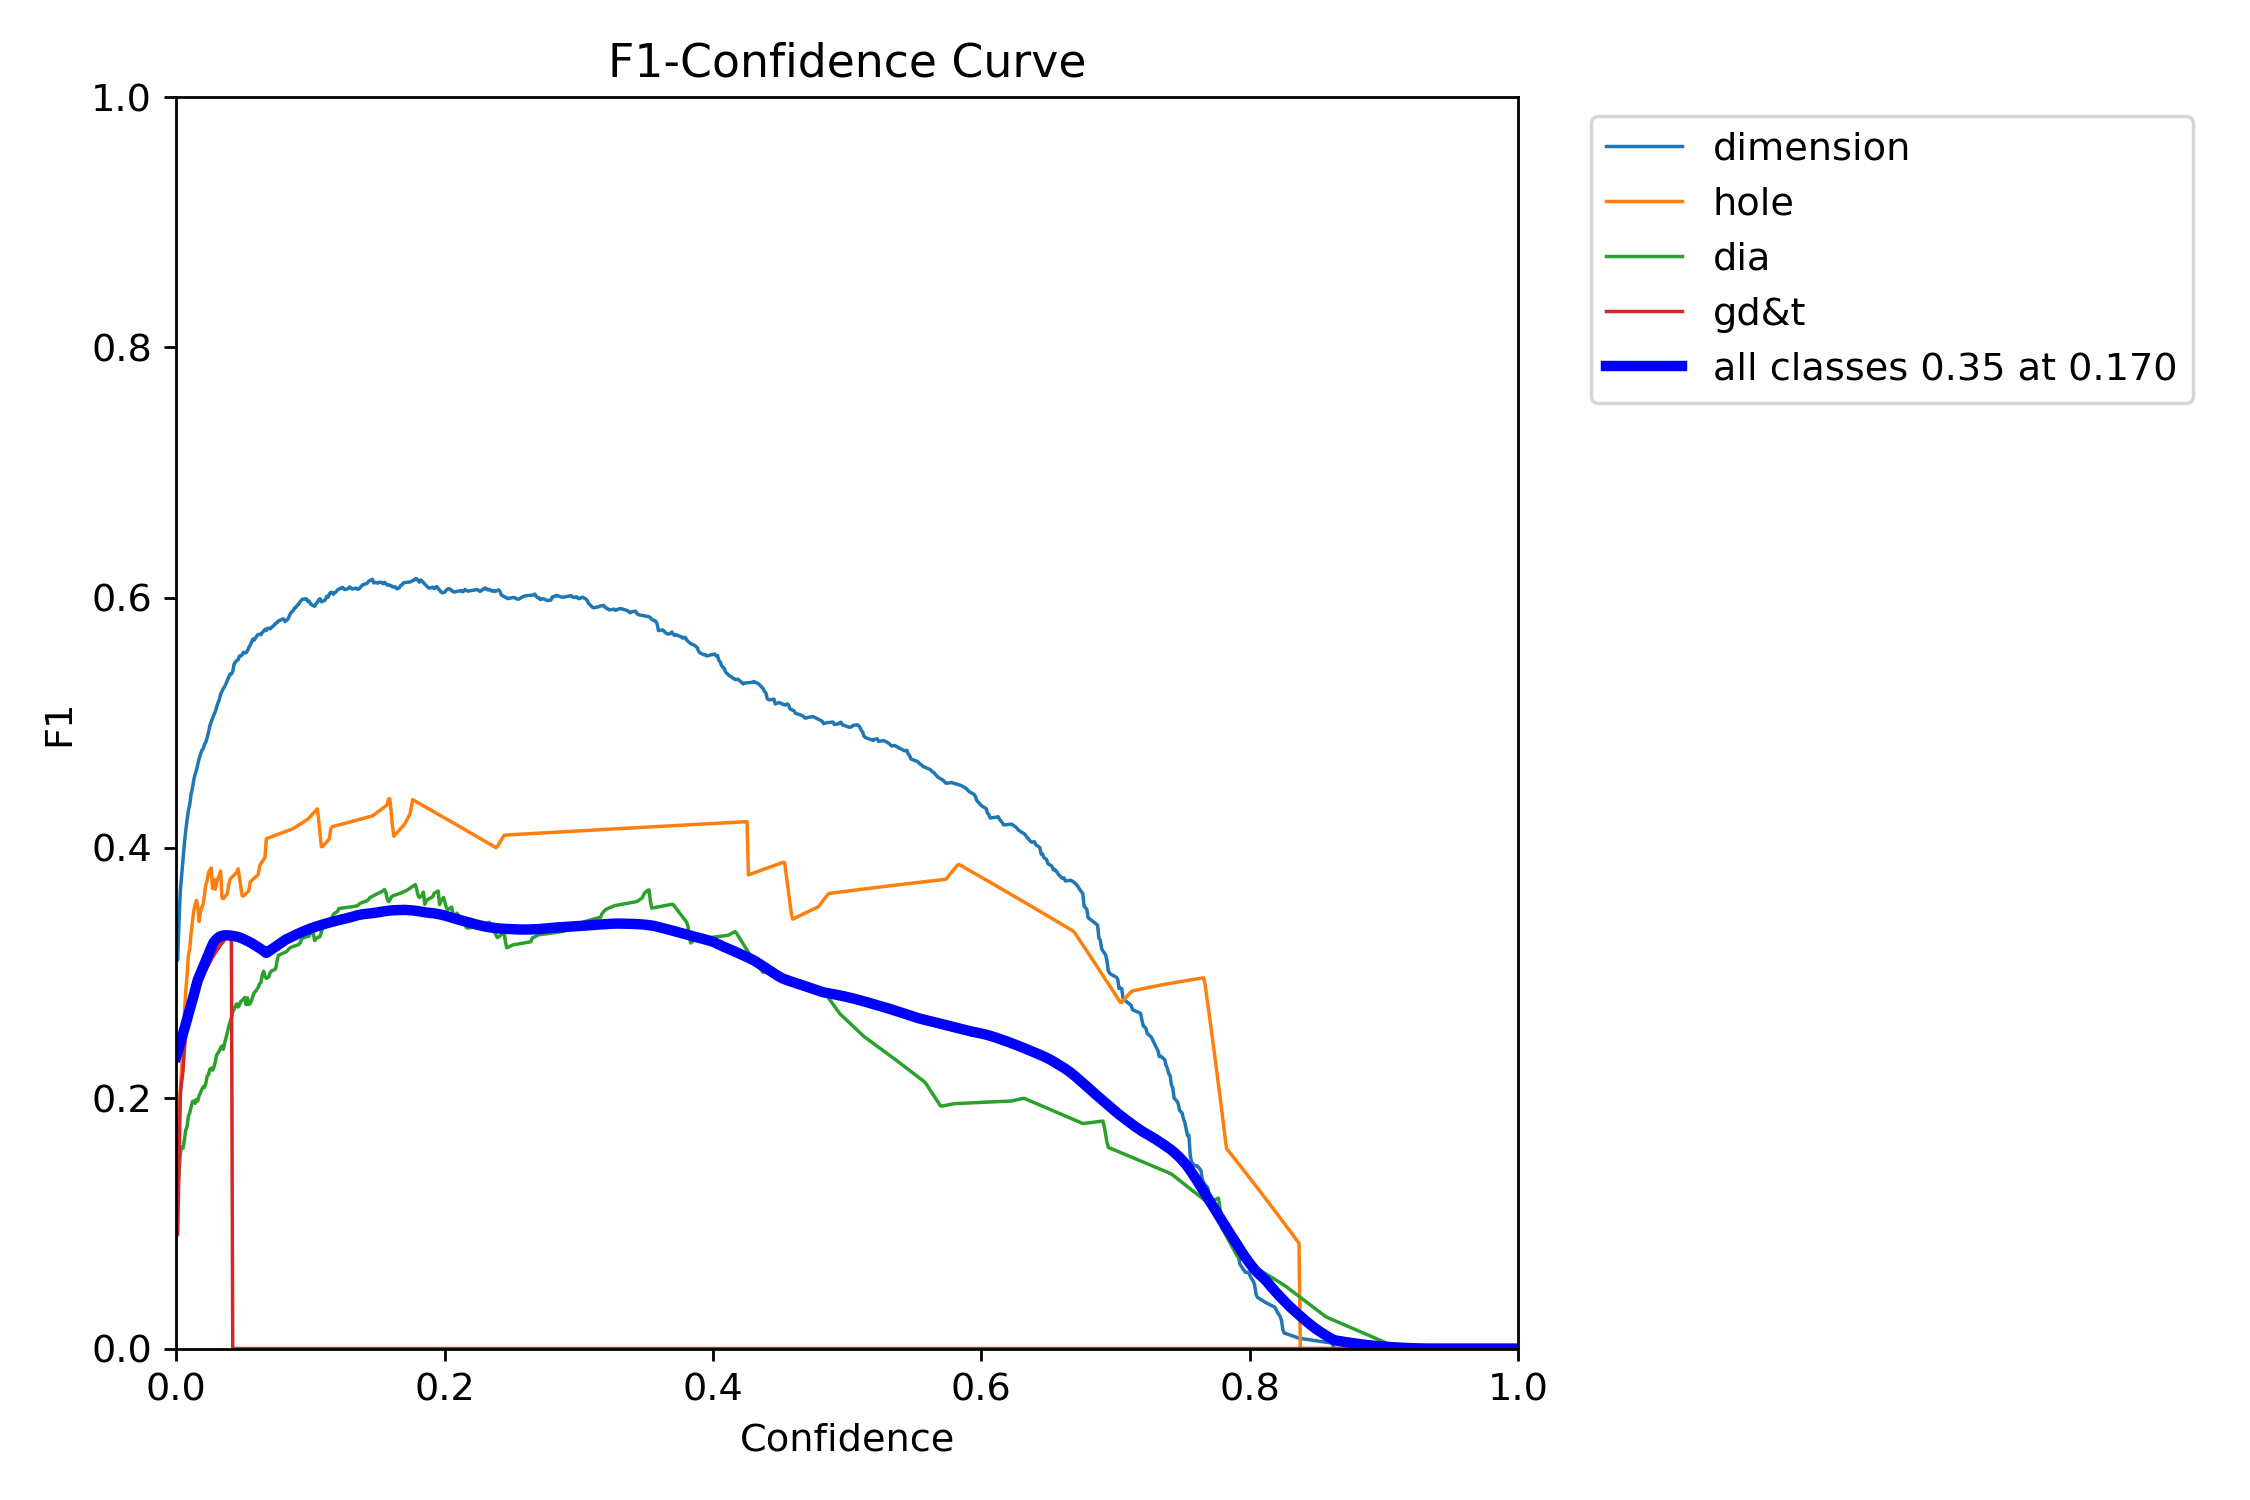 F1-Confidence Curve
1.0
0.8
0.6
0.4
0.2
0.0
F1
0.0 0.2 0.4 0.6 0.8 1.0
Confidence
dimension
hole
dia
gd&t
all classes 0.35 at 0.170